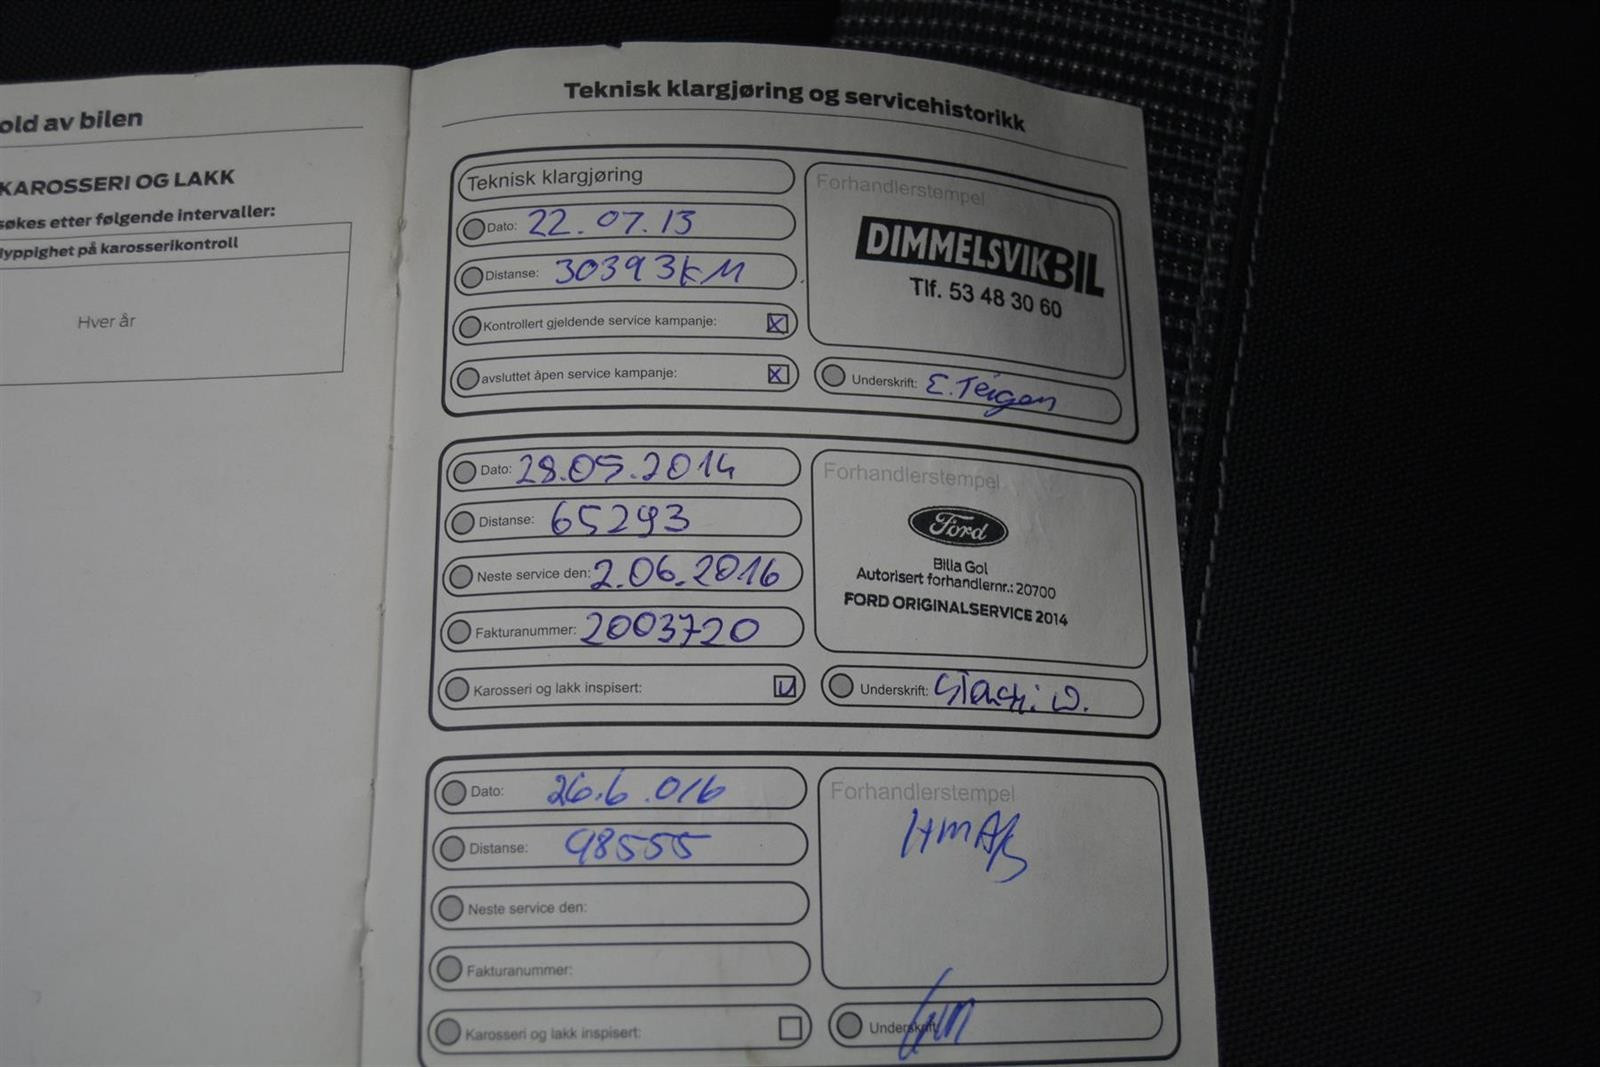 old av bilen
KAROSSERI OG LAKK
søkes etter følgende intervaller:
yppighet på karosserikontroll
Hver år
Teknisk klargjøring og servicehistorikk
Teknisk klargjøring
Dato: 22.07.13
Distanse: 30393KM
Kontrollert gjeldende service kampanje: X
avsluttet åpen service kampanje: X
Forhandlerstempel
DIMMELSVIKBIL
Tlf. 53 48 30 60
Underskrift: E.Teigen
Dato: 28.05.2014
Distanse: 65293
Neste service den: 2.06.2016
Fakturanummer: 2003720
Karosseri og lakk inspisert:
Forhandlerstempel
Ford
Billa Gol
Autorisert forhandlernr.: 20700
FORD ORIGINALSERVICE 2014
Underskrift:
Dato: 26.6.016
Distanse: 98555
Neste service den:
Fakturanummer:
Karosseri og lakk inspisert:
Forhandlerstempel
Underskrift